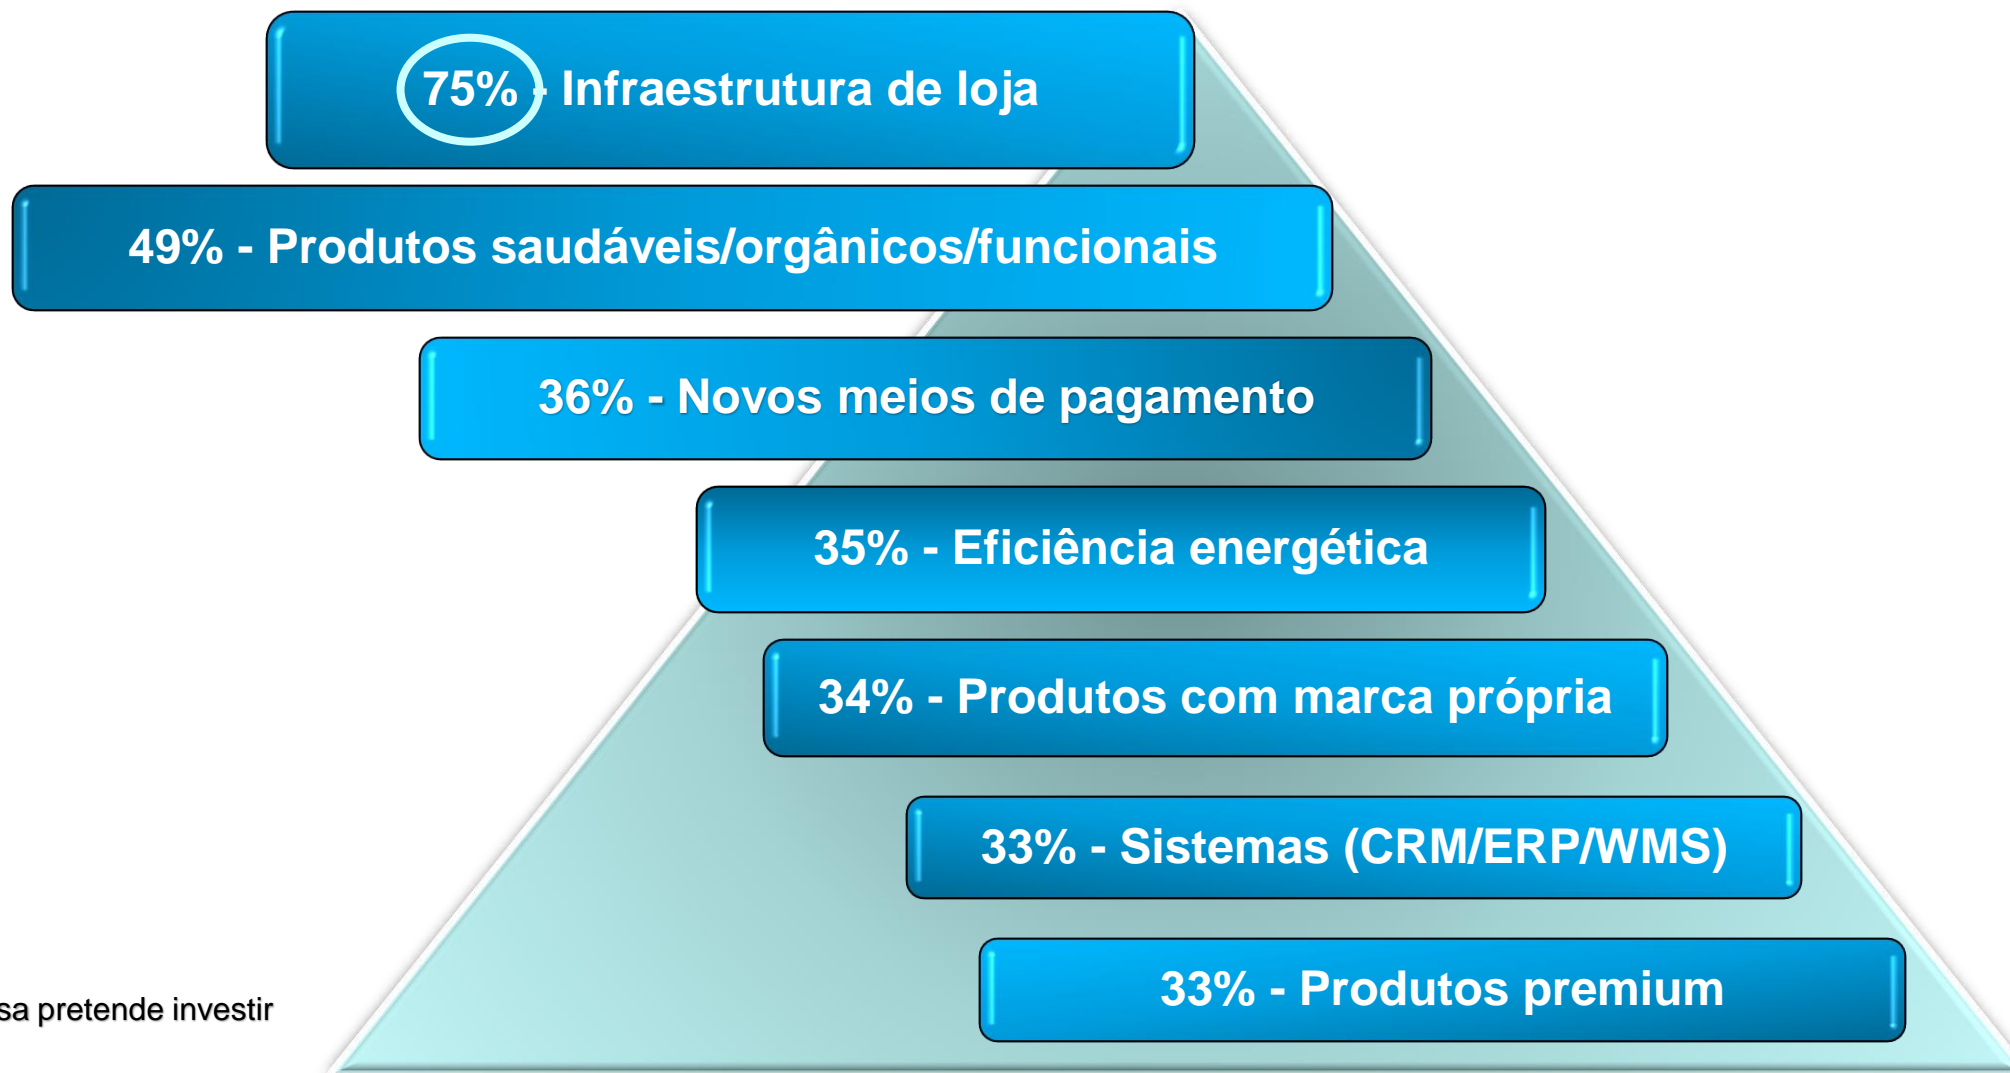 75% - Infraestrutura de loja
49% - Produtos saudáveis/orgânicos/funcionais
36% - Novos meios de pagamento
35% - Eficiência energética
34% - Produtos com marca própria
33% - Sistemas (CRM/ERP/WMS)
33% - Produtos premium
pretende investir